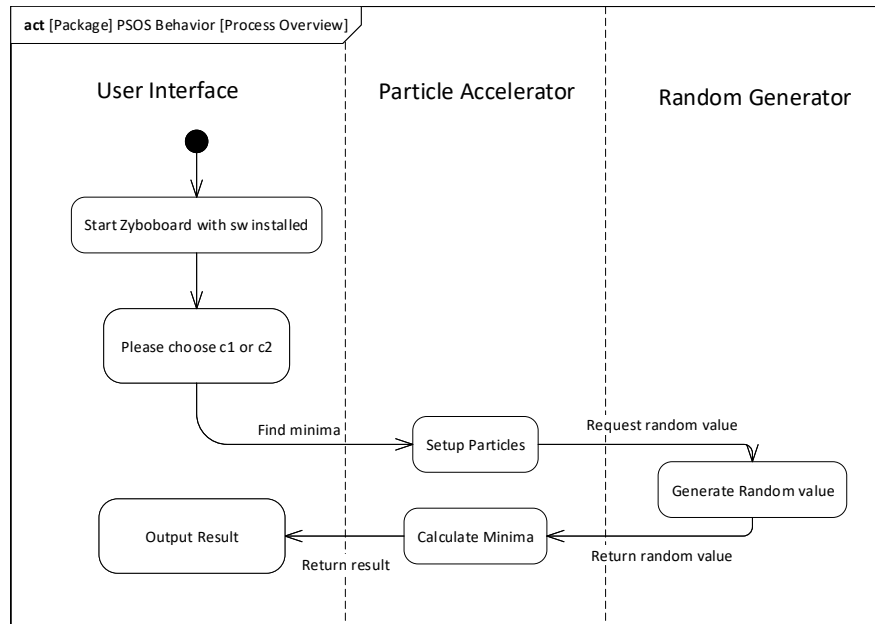 act [Package] PSOS Behavior [Process Overview]
User Interface
Particle Accelerator
Random Generator
Start Zyboboard with sw installed
Please choose c1 or c2
Find minima
Setup Particles
Request random value
Generate Random value
Output Result
Calculate Minima
Return random value
Return result